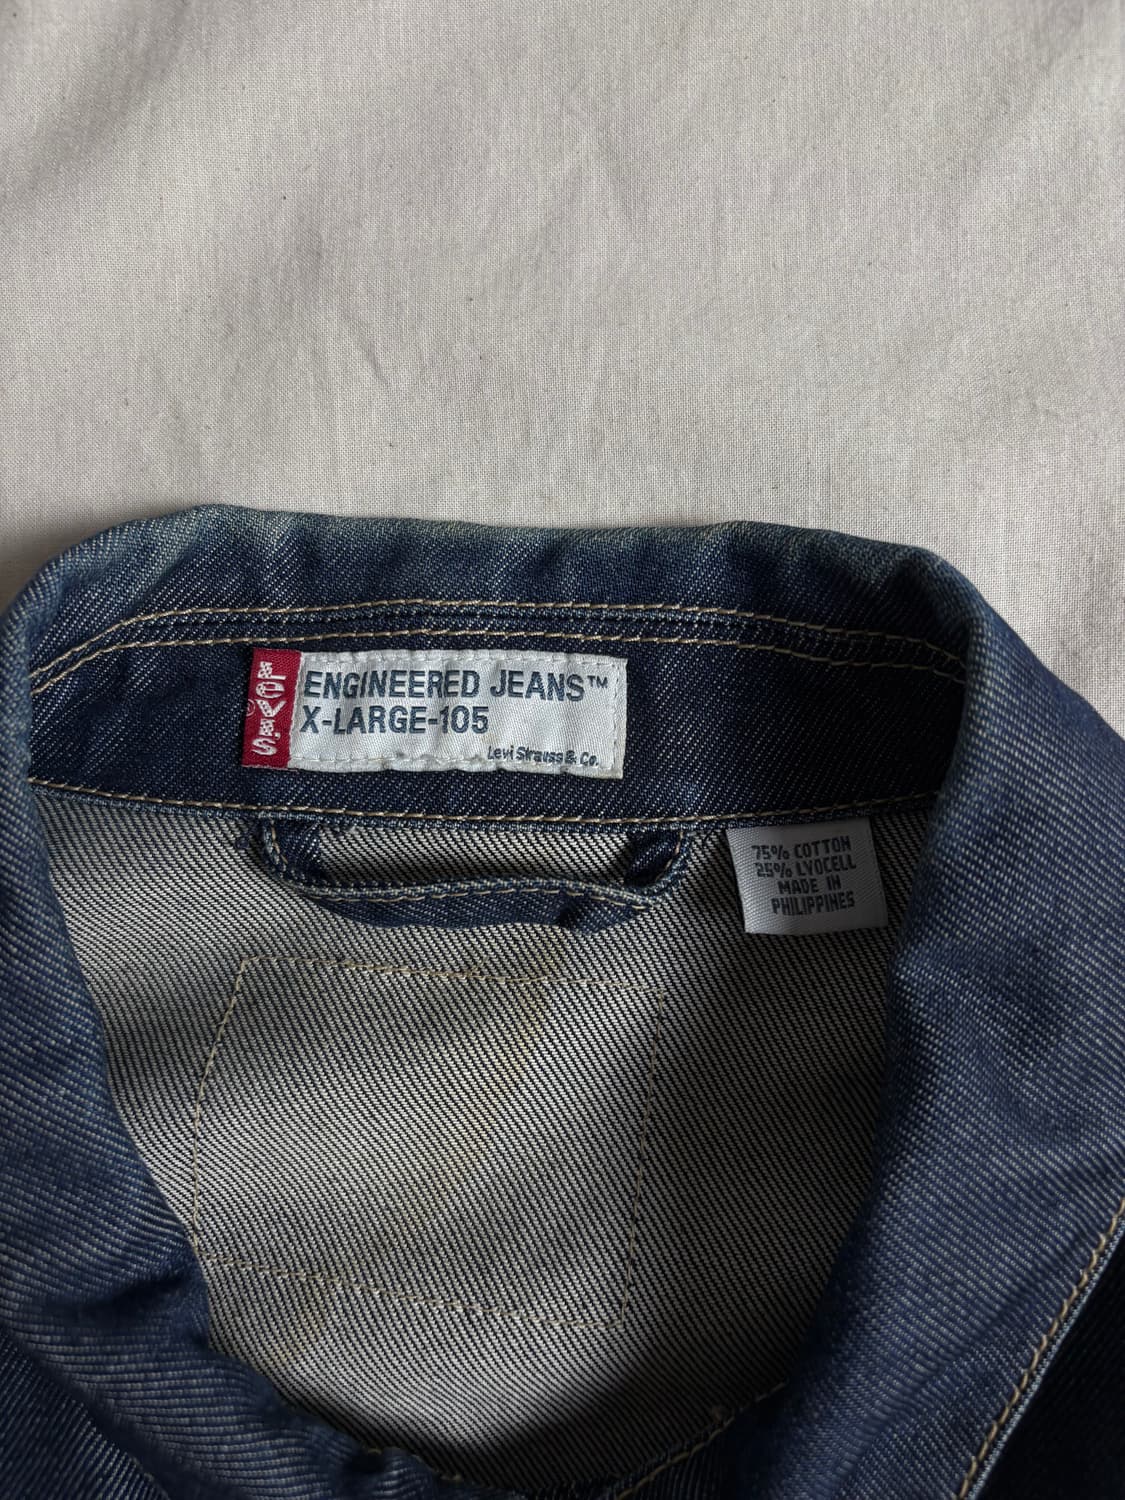 LEVI'S
®
ENGINEERED JEANS™
X-LARGE-105
Levi Strauss & Co.
75% COTTON
25% LYOCELL
MADE IN
PHILIPPINES